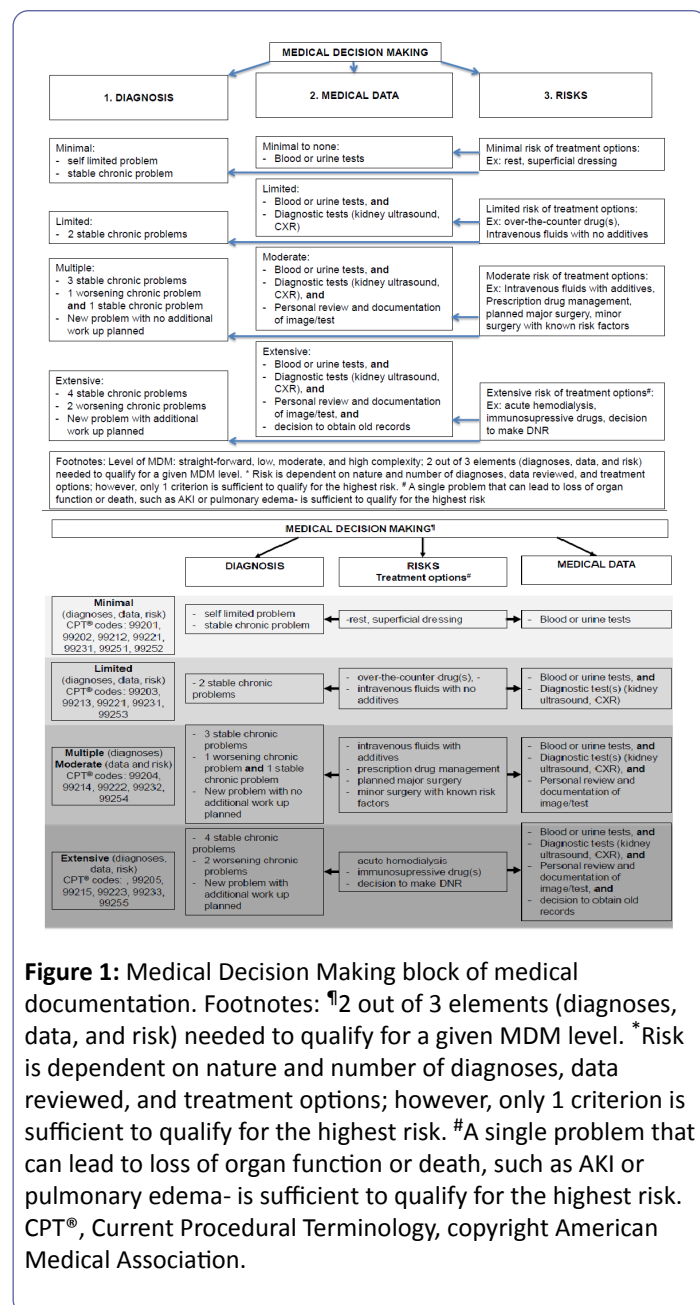 MEDICAL DECISION MAKING
1. DIAGNOSIS
2. MEDICAL DATA
3. RISKS
Minimal:
- self limited problem
- stable chronic problem
Minimal to none:
- Blood or urine tests
Minimal risk of treatment options:
Ex: rest, superficial dressing
Limited:
- 2 stable chronic problems
Limited:
- Blood or urine tests, and
- Diagnostic tests (kidney ultrasound,
CXR)
Limited risk of treatment options:
Ex: over-the-counter drug(s),
Intravenous fluids with no additives
Multiple:
- 3 stable chronic problems
- 1 worsening chronic problem
and 1 stable chronic problem
- New problem with no additional
work up planned
Moderate:
- Blood or urine tests, and
- Diagnostic tests (kidney ultrasound,
CXR), and
- Personal review and documentation
of image/test
Moderate risk of treatment options:
Ex: Intravenous fluids with additives,
Prescription drug management,
planned major surgery, minor
surgery with known risk factors
Extensive:
- 4 stable chronic problems
- 2 worsening chronic problems
- New problem with additional
work up planned
Extensive:
- Blood or urine tests, and
- Diagnostic tests (kidney ultrasound,
CXR), and
- Personal review and documentation
of image/test, and
- decision to obtain old records
Extensive risk of treatment options#:
Ex: acute hemodialysis,
immunosupressive drugs, decision
to make DNR
Footnotes: Level of MDM: straight-forward, low, moderate, and high complexity; 2 out of 3 elements (diagnoses, data, and risk)
needed to qualify for a given MDM level. * Risk is dependent on nature and number of diagnoses, data reviewed, and treatment
options; however, only 1 criterion is sufficient to qualify for the highest risk. # A single problem that can lead to loss of organ
function or death, such as AKI or pulmonary edema- is sufficient to qualify for the highest risk
MEDICAL DECISION MAKING¶
DIAGNOSIS
RISKS
Treatment options#
MEDICAL DATA
Minimal
(diagnoses, data, risk)
CPT® codes: 99201,
99202, 99212, 99221,
99231, 99251, 99252
- self limited problem
- stable chronic problem
-rest, superficial dressing
- Blood or urine tests
Limited
(diagnoses, data, risk)
CPT® codes: 99203,
99213, 99221, 99231,
99253
- 2 stable chronic
problems
- over-the-counter drug(s), -
- intravenous fluids with no
additives
- Blood or urine tests, and
- Diagnostic test(s) (kidney
ultrasound, CXR)
Multiple (diagnoses)
Moderate (data and risk)
CPT® codes: 99204,
99214, 99222, 99232,
99254
- 3 stable chronic
problems
- 1 worsening chronic
problem and 1 stable
chronic problem
- New problem with no
additional work up
planned
- intravenous fluids with
additives
- prescription drug management
- planned major surgery
- minor surgery with known risk
factors
- Blood or urine tests, and
- Diagnostic test(s) (kidney
ultrasound, CXR), and
- Personal review and
documentation of
image/test
Extensive (diagnoses,
data, risk)
CPT® codes: , 99205,
99215, 99223, 99233,
99255
- 4 stable chronic
problems
- 2 worsening chronic
problems
- New problem with
additional work up
planned
acute hemodialysis
- immunosupressive drug(s)
- decision to make DNR
- Blood or urine tests, and
- Diagnostic tests (kidney
ultrasound, CXR), and
- Personal review and
documentation of
image/test, and
- decision to obtain old
records
Figure 1: Medical Decision Making block of medical
documentation. Footnotes: ¶2 out of 3 elements (diagnoses,
data, and risk) needed to qualify for a given MDM level. *Risk
is dependent on nature and number of diagnoses, data
reviewed, and treatment options; however, only 1 criterion is
sufficient to qualify for the highest risk. #A single problem that
can lead to loss of organ function or death, such as AKI or
pulmonary edema- is sufficient to qualify for the highest risk.
CPT®, Current Procedural Terminology, copyright American
Medical Association.